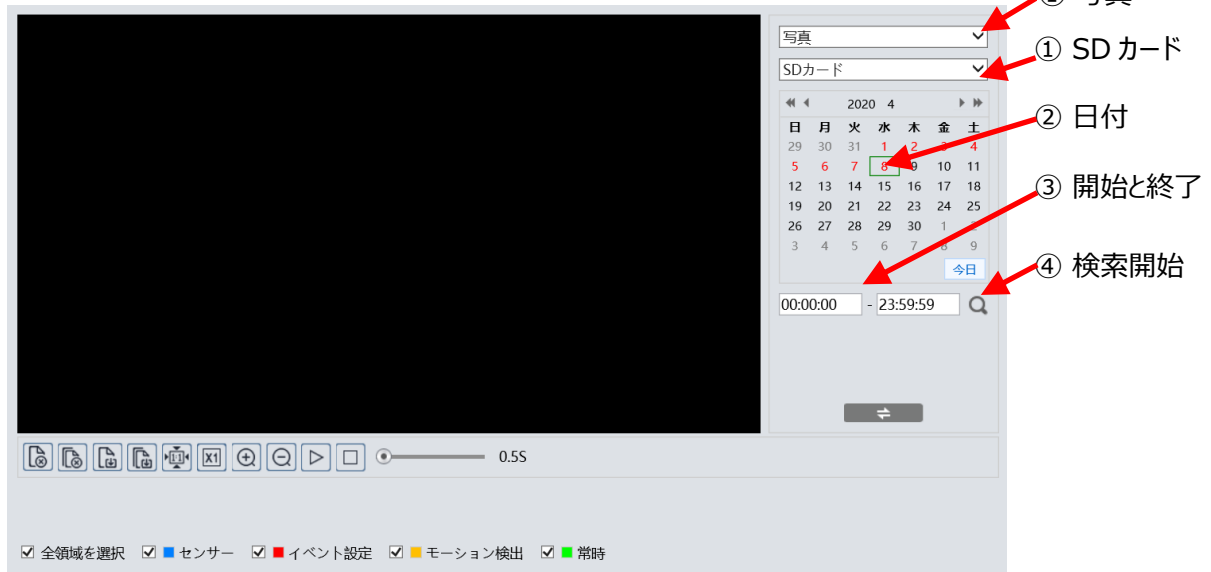 写真
写真
SDカード
① SD カード
2020 4
日 月 火 水 木 金 土
29 30 31 1 2 3 4
5 6 7 8 9 10 11
12 13 14 15 16 17 18
19 20 21 22 23 24 25
26 27 28 29 30 1 2
3 4 5 6 7 8 9
今日
② 日付
③ 開始と終了
00:00:00 - 23:59:59
④ 検索開始
1:1 X1 0.5S
全領域を選択 センサー イベント設定 モーション検出 常時